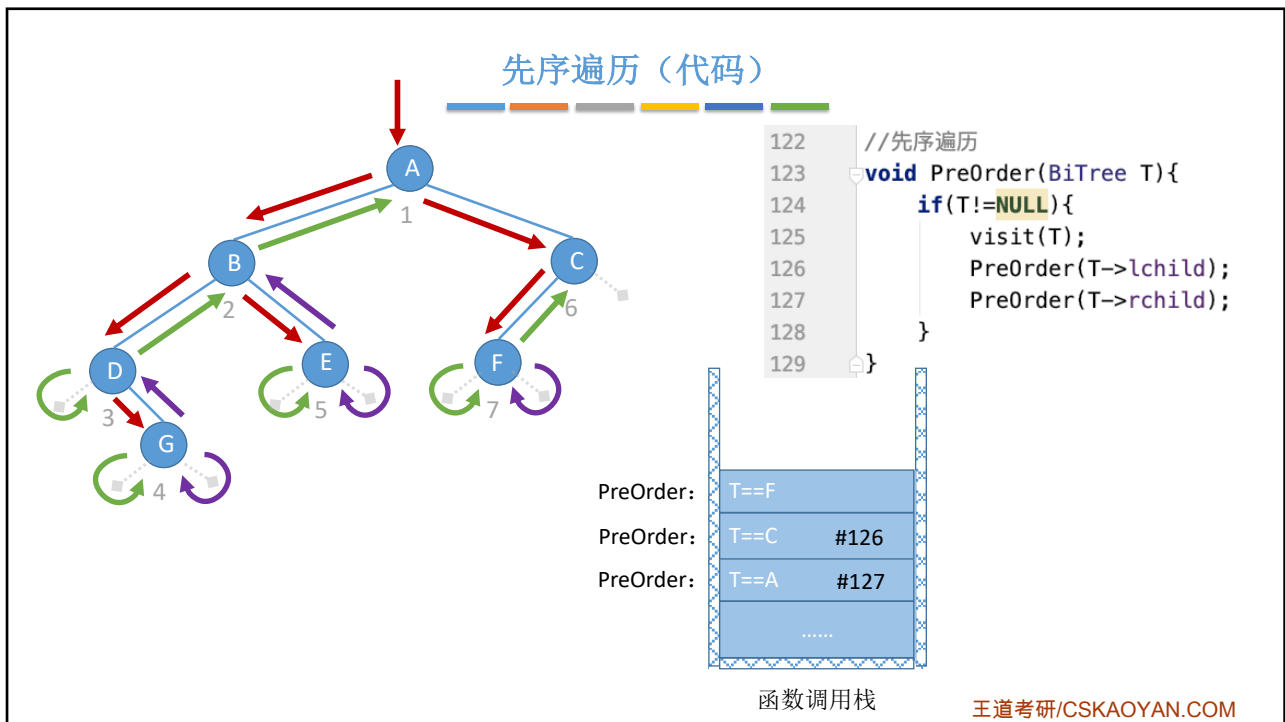 先序遍历（代码）
A
1
B
2
C
6
D
3
E
5
F
7
G
4
122 //先序遍历
123 void PreOrder(BiTree T){
124 if(T!=NULL){
125 visit(T);
126 PreOrder(T->lchild);
127 PreOrder(T->rchild);
128 }
129 }
PreOrder： T==F
PreOrder： T==C #126
PreOrder： T==A #127
......
函数调用栈
王道考研/CSKAOYAN.COM